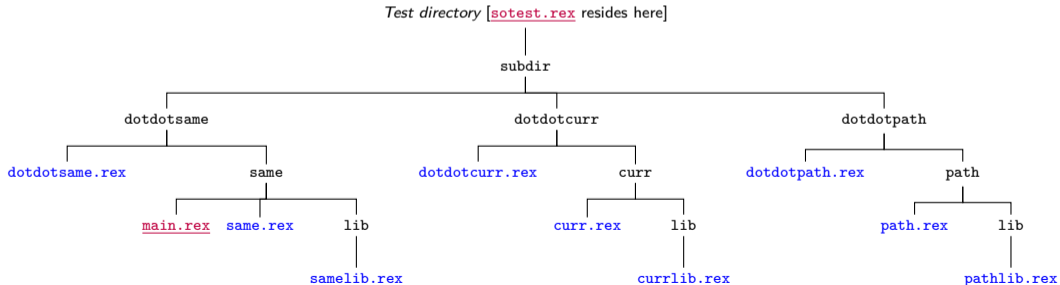 Test directory [sotest.rex resides here]
subdir
dotdotsame dotdotcurr dotdotpath
dotdotsame.rex same dotdotcurr.rex curr dotdotpath.rex path
main.rex same.rex lib curr.rex lib path.rex lib
samelib.rex currlib.rex pathlib.rex